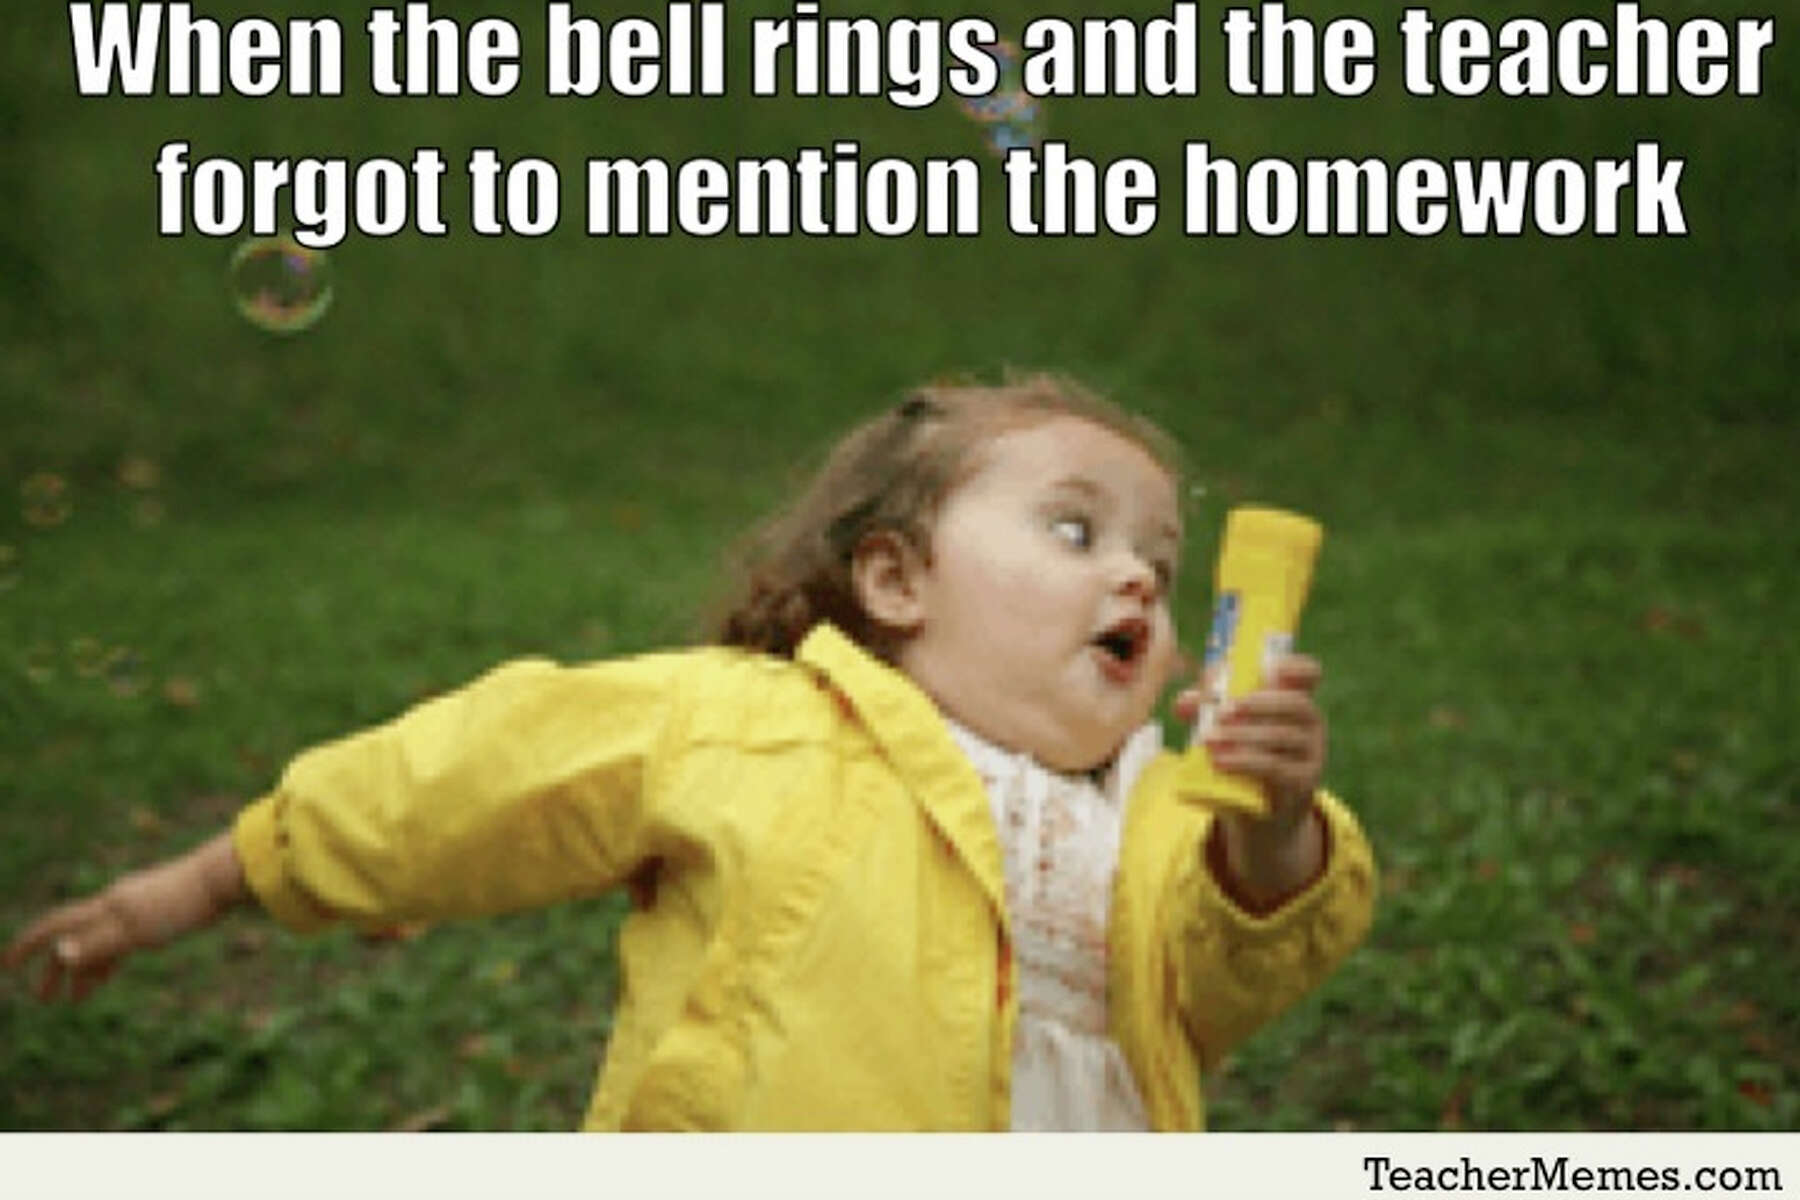 When the bell rings and the teacher
forgot to mention the homework
TeacherMemes.com